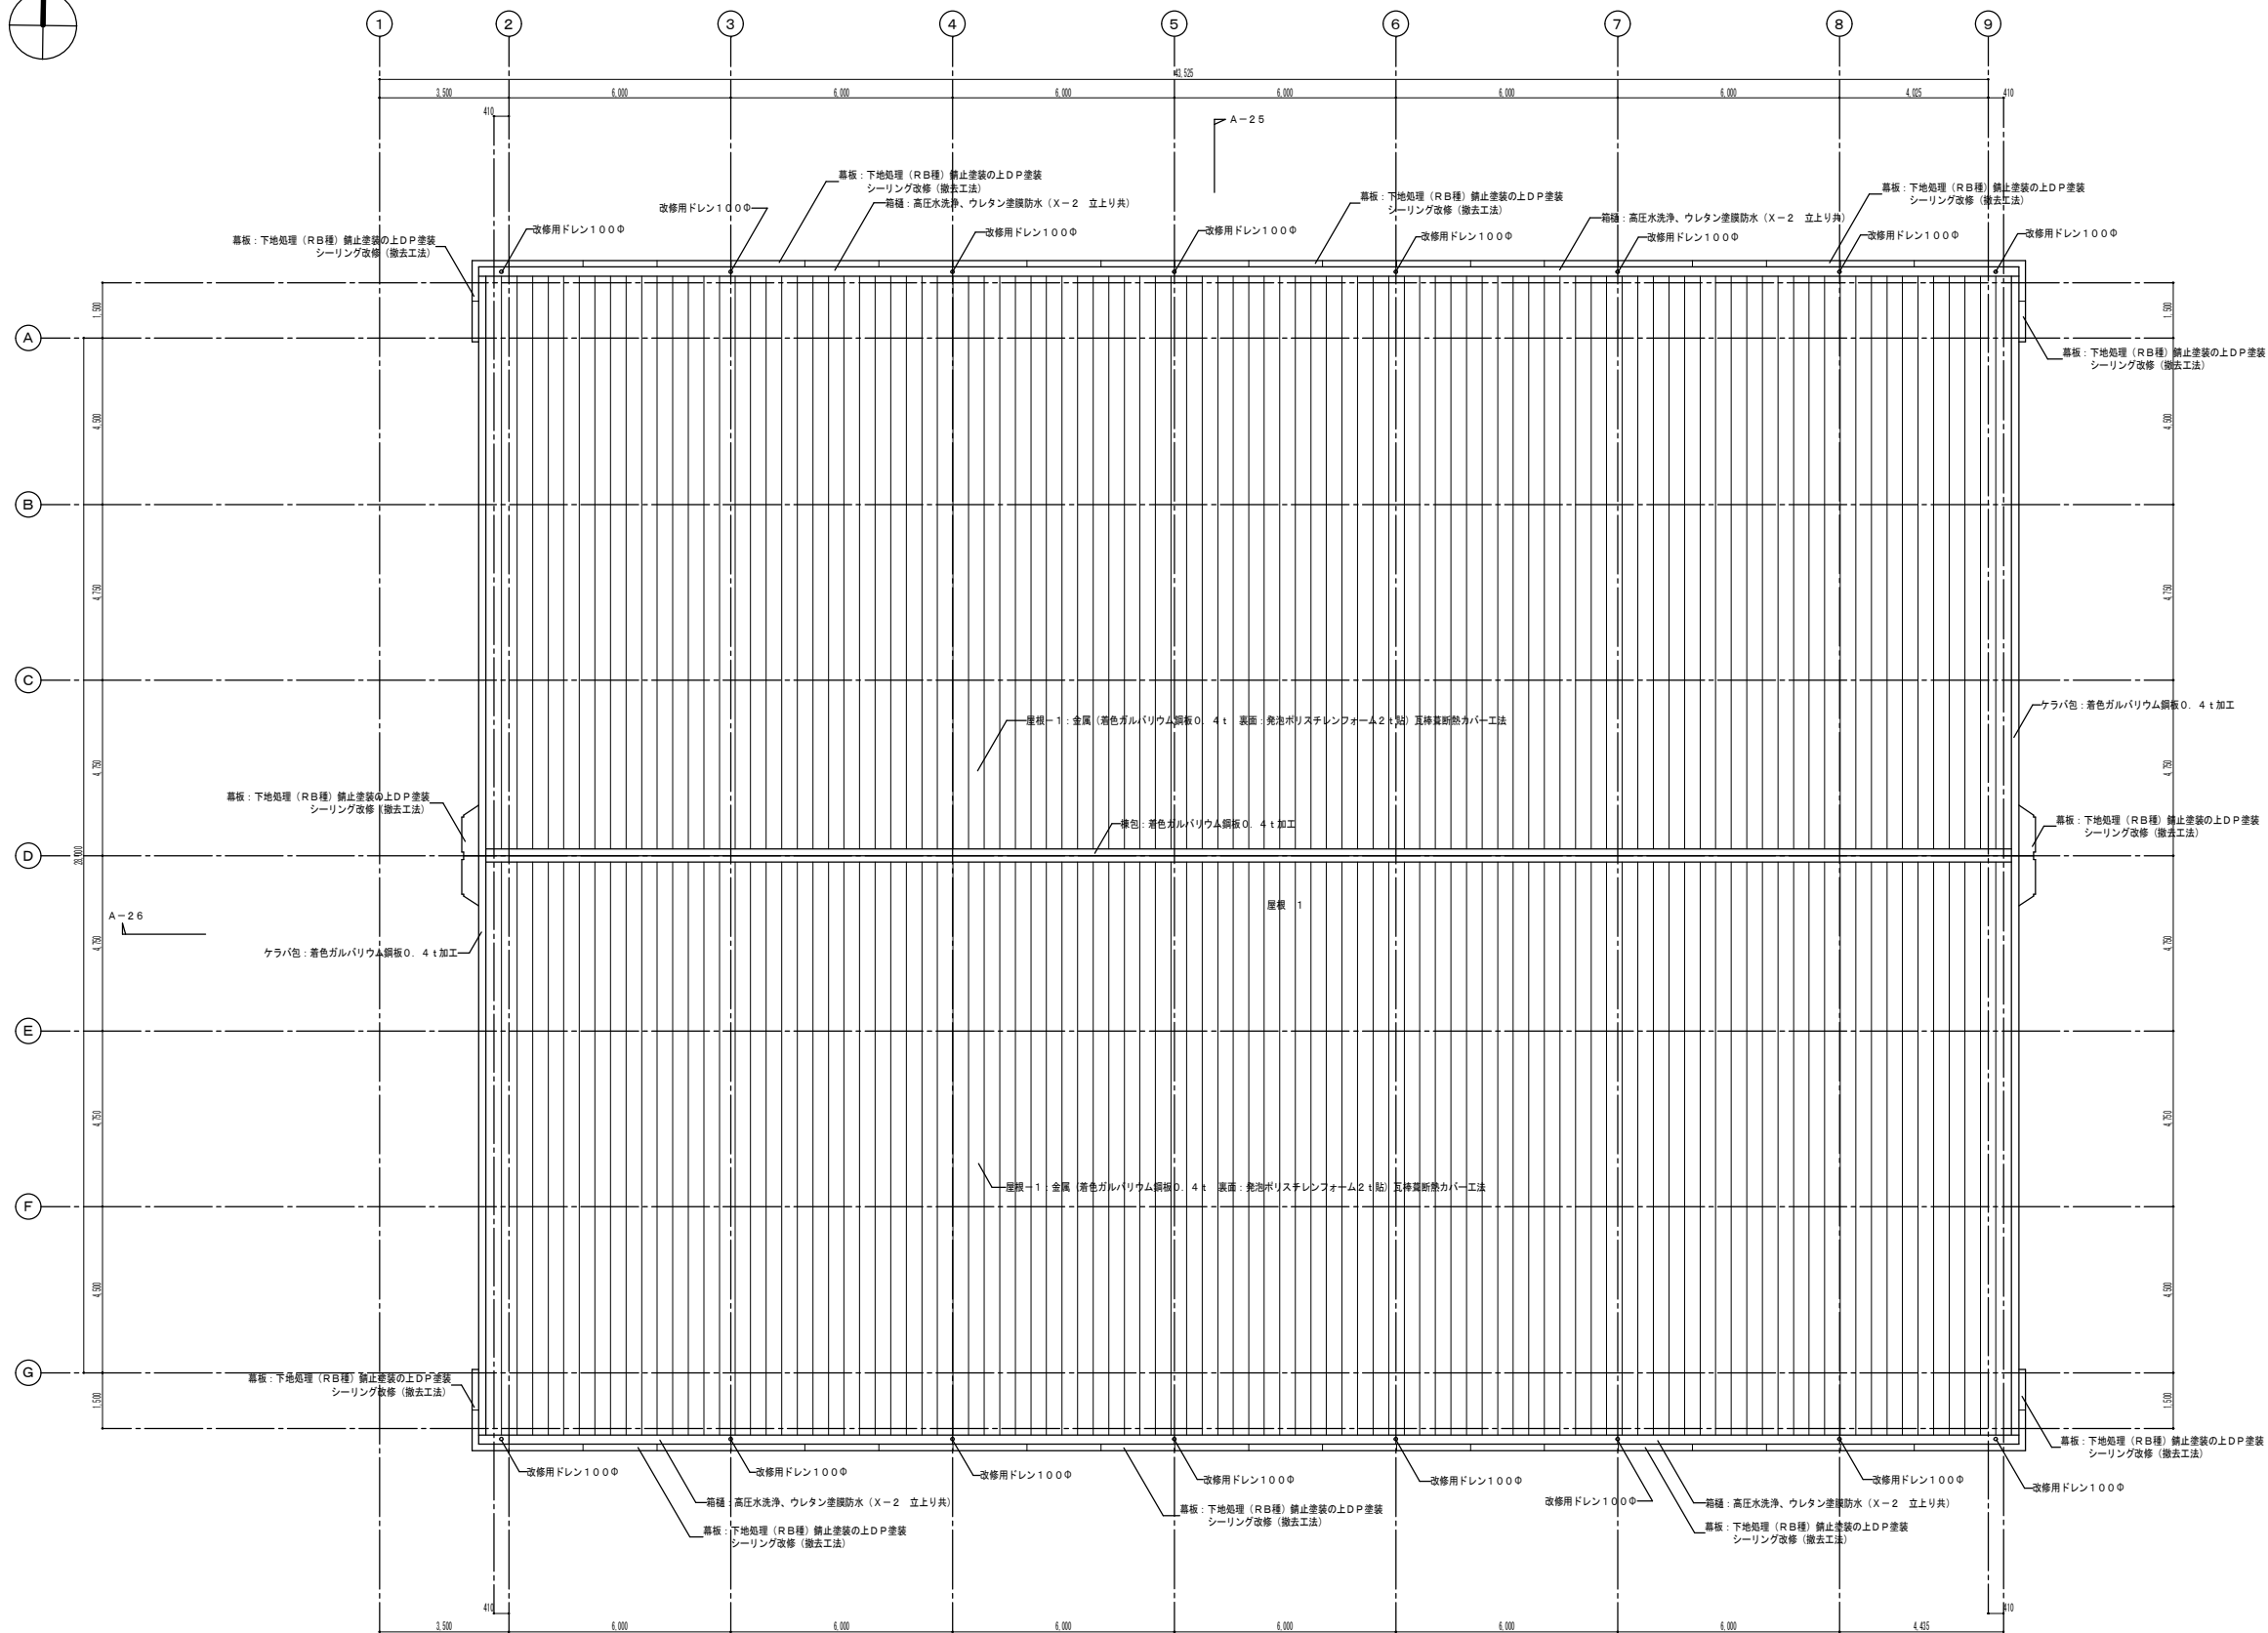 1 2 3 4 5 6 7 8 9
43,525
3,500 6,000 6,000 6,000 6,000 6,000 6,000 4,025 410
410
A－25
幕板：下地処理（ＲＢ種）錆止塗装の上ＤＰ塗装
シーリング改修（撤去工法）
箱樋：高圧水洗浄、ウレタン塗膜防水（Ｘ－２　立上り共）
改修用ドレン１００Φ
幕板：下地処理（ＲＢ種）錆止塗装の上ＤＰ塗装
シーリング改修（撤去工法）
箱樋：高圧水洗浄、ウレタン塗膜防水（Ｘ－２　立上り共）
幕板：下地処理（ＲＢ種）錆止塗装の上ＤＰ塗装
シーリング改修（撤去工法）
幕板：下地処理（ＲＢ種）錆止塗装の上ＤＰ塗装
シーリング改修（撤去工法）
改修用ドレン１００Φ
改修用ドレン１００Φ
改修用ドレン１００Φ
改修用ドレン１００Φ
改修用ドレン１００Φ
改修用ドレン１００Φ
改修用ドレン１００Φ
1,500
1,500
A
幕板：下地処理（ＲＢ種）錆止塗装の上ＤＰ塗装
シーリング改修（撤去工法）
4,500
4,500
B
4,750
4,750
C
ケラバ包：着色ガルバリウム鋼板０．４ｔ加工
屋根－１：金属（着色ガルバリウム鋼板０．４ｔ　裏面：発泡ポリスチレンフォーム２ｔ貼）瓦棒葺断熱カバー工法
4,750
4,750
幕板：下地処理（ＲＢ種）錆止塗装の上ＤＰ塗装
シーリング改修（撤去工法）
棟包：着色ガルバリウム鋼板０．４ｔ加工
幕板：下地処理（ＲＢ種）錆止塗装の上ＤＰ塗装
シーリング改修（撤去工法）
D
28,000
屋根　1
A－26
4,750
4,750
ケラバ包：着色ガルバリウム鋼板０．４ｔ加工
E
4,750
4,750
屋根－１：金属（着色ガルバリウム鋼板０．４ｔ　裏面：発泡ポリスチレンフォーム２ｔ貼）瓦棒葺断熱カバー工法
F
4,500
4,500
G
幕板：下地処理（ＲＢ種）錆止塗装の上ＤＰ塗装
シーリング改修（撤去工法）
1,500
1,500
幕板：下地処理（ＲＢ種）錆止塗装の上ＤＰ塗装
シーリング改修（撤去工法）
改修用ドレン１００Φ
改修用ドレン１００Φ
改修用ドレン１００Φ
改修用ドレン１００Φ
改修用ドレン１００Φ
改修用ドレン１００Φ
改修用ドレン１００Φ
改修用ドレン１００Φ
箱樋：高圧水洗浄、ウレタン塗膜防水（Ｘ－２　立上り共）
幕板：下地処理（ＲＢ種）錆止塗装の上ＤＰ塗装
シーリング改修（撤去工法）
幕板：下地処理（ＲＢ種）錆止塗装の上ＤＰ塗装
シーリング改修（撤去工法）
箱樋：高圧水洗浄、ウレタン塗膜防水（Ｘ－２　立上り共）
幕板：下地処理（ＲＢ種）錆止塗装の上ＤＰ塗装
シーリング改修（撤去工法）
410
410
3,500 6,000 6,000 6,000 6,000 6,000 6,000 4,435